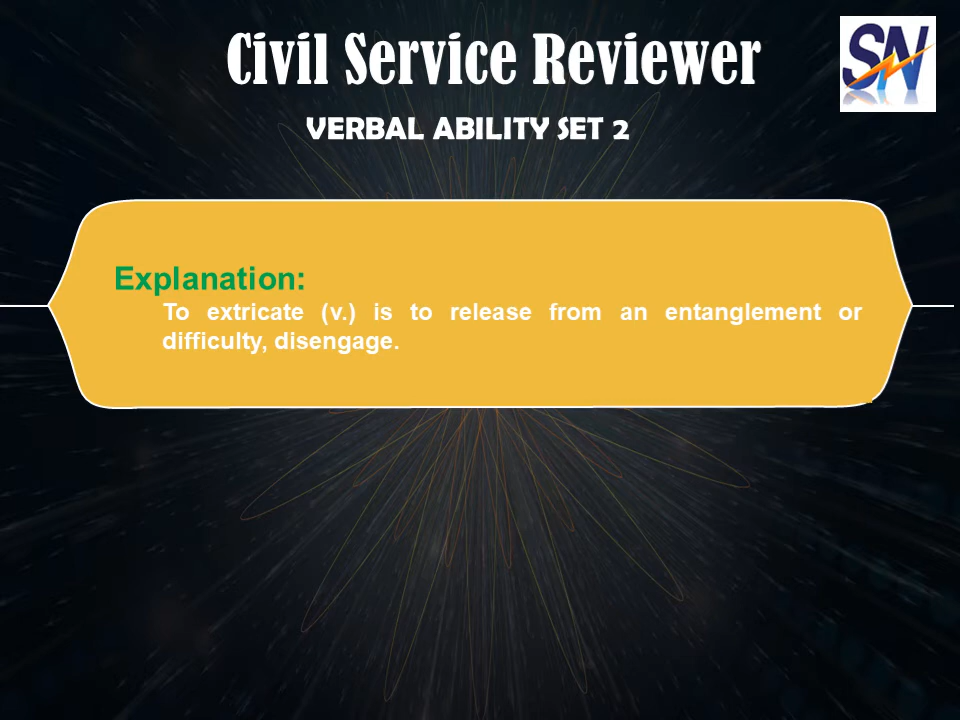 Civil Service Reviewer
SN
VERBAL ABILITY SET 2
Explanation:
To extricate (v.) is to release from an entanglement or
difficulty, disengage.